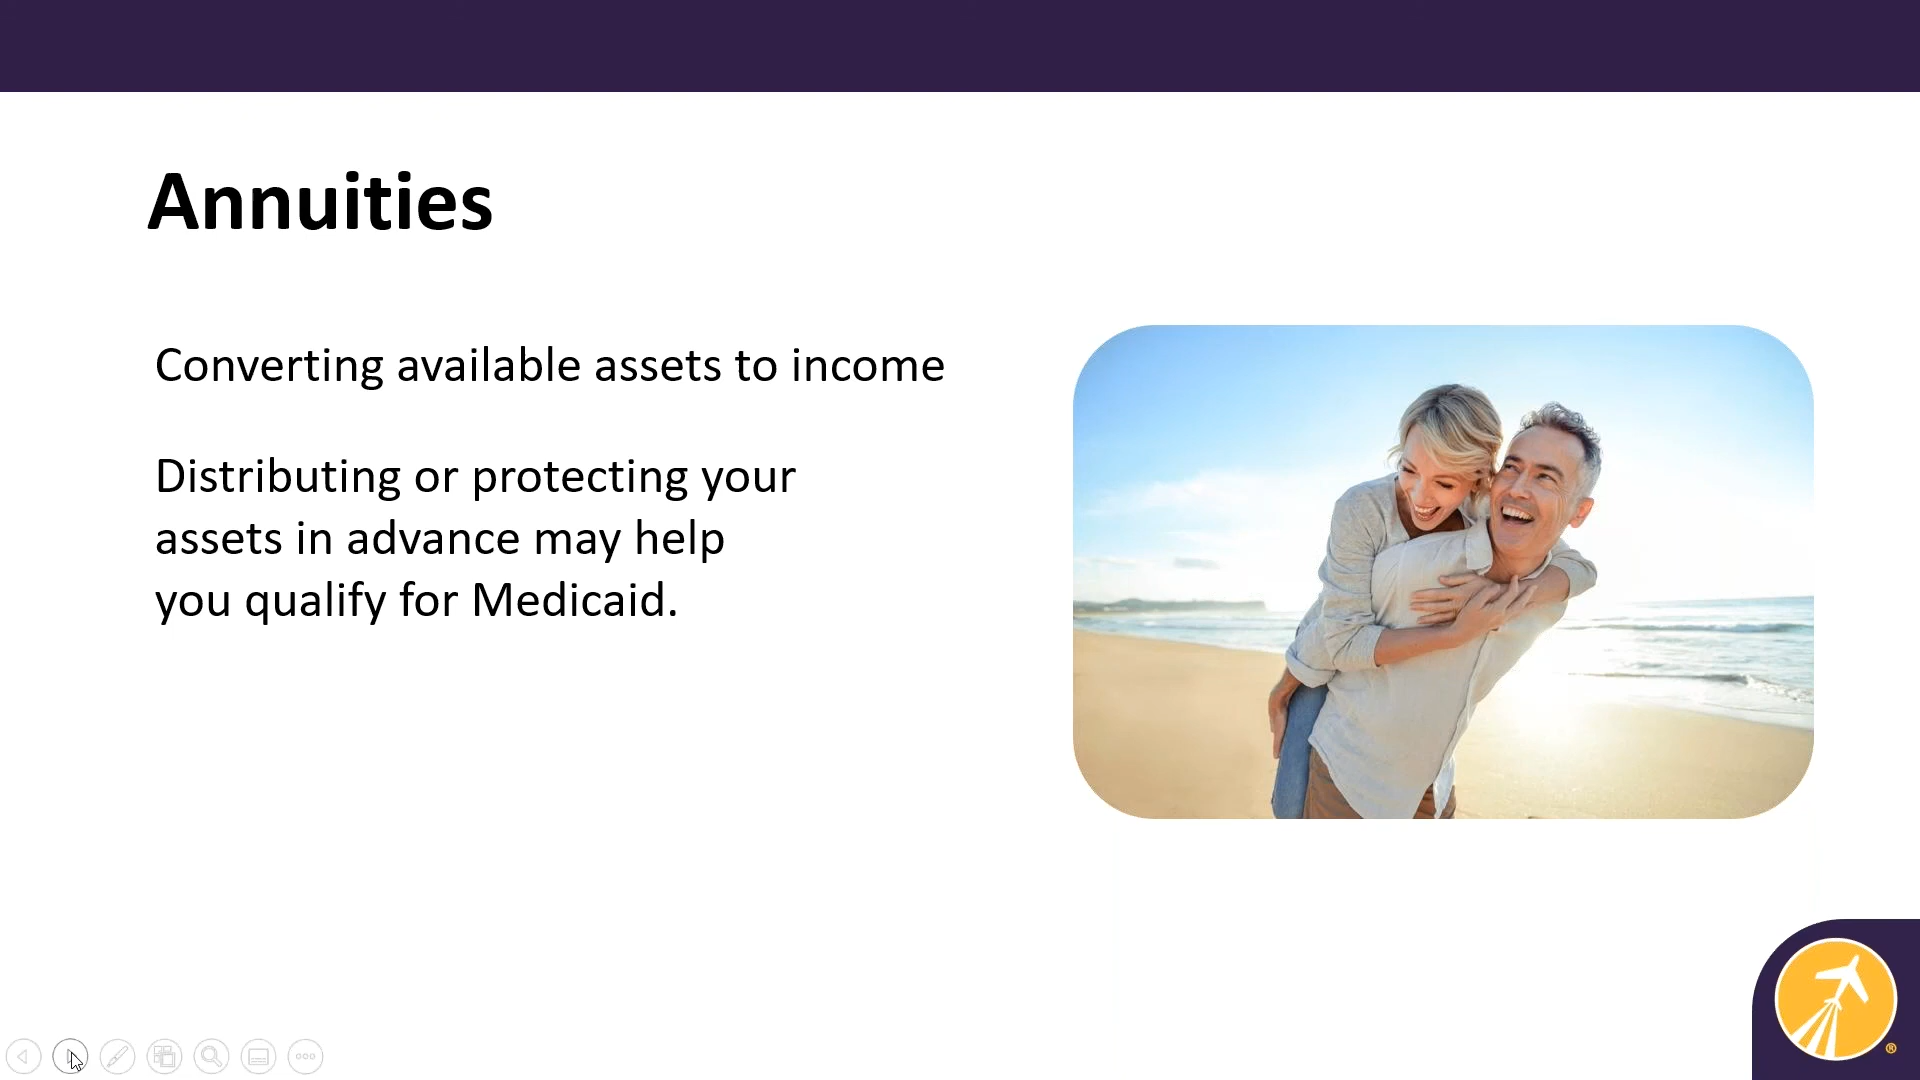 Annuities
Converting available assets to income
Distributing or protecting your
assets in advance may help
you qualify for Medicaid.
®